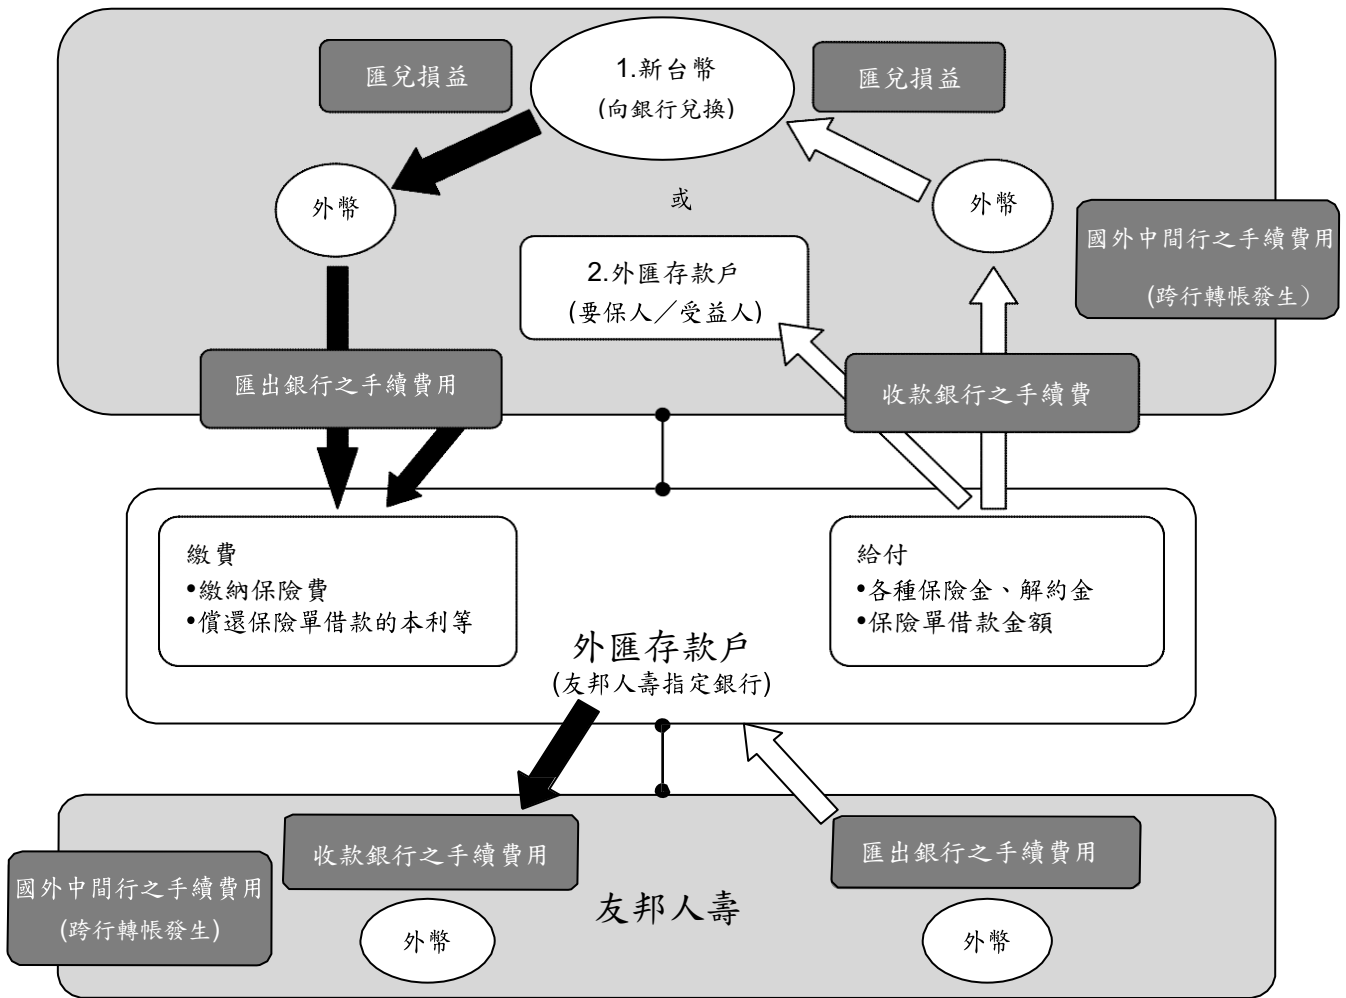 匯兌損益
1.新台幣
(向銀行兌換)
匯兌損益
外幣
或
外幣
國外中間行之手續費用
(跨行轉帳發生)
2.外匯存款戶
(要保人／受益人)
匯出銀行之手續費用
收款銀行之手續費
繳費
•繳納保險費
•償還保險單借款的本利等
給付
•各種保險金、解約金
•保險單借款金額
外匯存款戶
(友邦人壽指定銀行)
收款銀行之手續費用
匯出銀行之手續費用
國外中間行之手續費用
(跨行轉帳發生)
友邦人壽
外幣
外幣